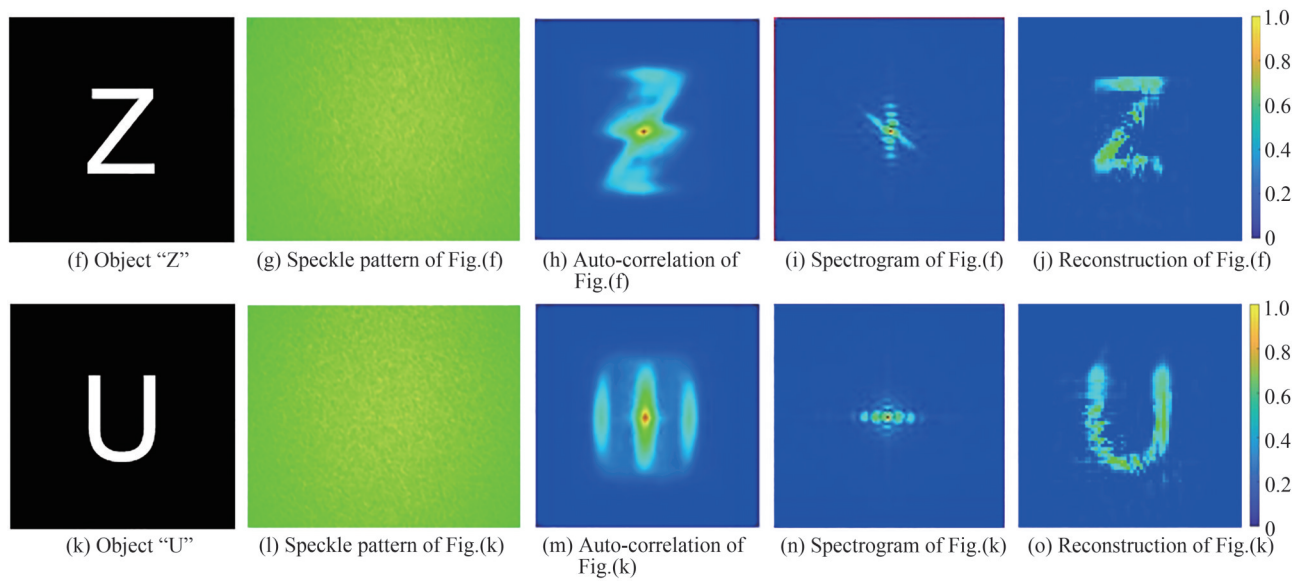 Z
1.0
0.8
0.6
0.4
0.2
0
(f) Object “Z”
(g) Speckle pattern of Fig.(f)
(h) Auto-correlation of
Fig.(f)
(i) Spectrogram of Fig.(f)
(j) Reconstruction of Fig.(f)
U
1.0
0.8
0.6
0.4
0.2
0
(k) Object “U”
(l) Speckle pattern of Fig.(k)
(m) Auto-correlation of
Fig.(k)
(n) Spectrogram of Fig.(k)
(o) Reconstruction of Fig.(k)